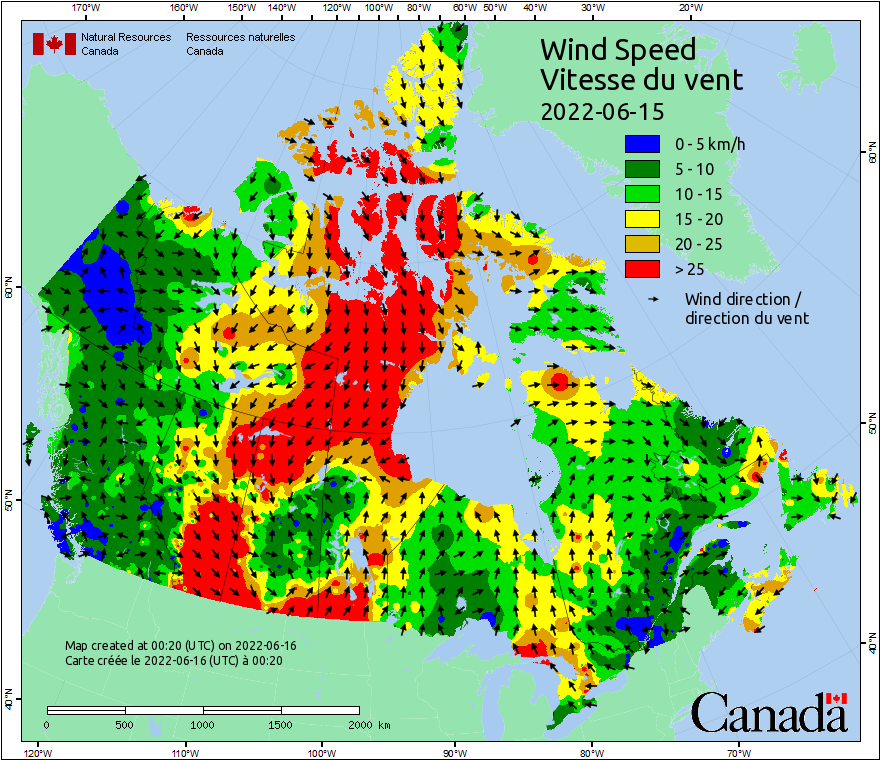 170°W 160°W 150°W 140°W 120°W 100°W 80°W 60°W 50°W 40°W 30°W 20°W
Natural Resources Ressources naturelles
Canada Canada
Wind Speed
Vitesse du vent
2022-06-15
0 - 5 km/h
5 - 10
10 - 15
15 - 20
20 - 25
> 25
Wind direction /
direction du vent
60°N
60°N
50°N
50°N
40°N
40°N
Map created at 00:20 (UTC) on 2022-06-16
Carte créée le 2022-06-16 (UTC) à 00:20
0 500 1000 1500 2000 km
Canada
120°W 110°W 100°W 90°W 80°W 70°W